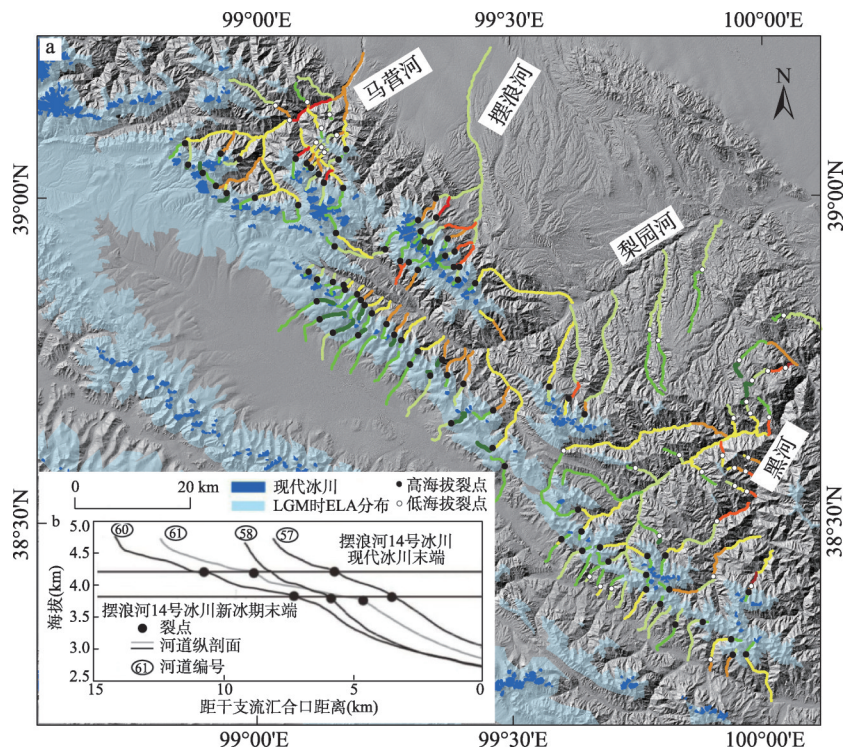 99°00'E
99°30'E
100°00'E
a
马营河
摆浪河
N
梨园河
黑河
39°00'N
38°30'N
39°00'N
38°30'N
0 20 km
现代冰川
高海拔裂点
LGM时ELA分布
低海拔裂点
b
60 61 58 57
5.0
4.5
4.0
3.5
3.0
2.5
海拔(km)
摆浪河14号冰川
现代冰川末端
摆浪河14号冰川新冰期末端
裂点
河道纵剖面
61 河道编号
15 10 5 0
距干支流汇合口距离(km)
99°00'E
99°30'E
100°00'E